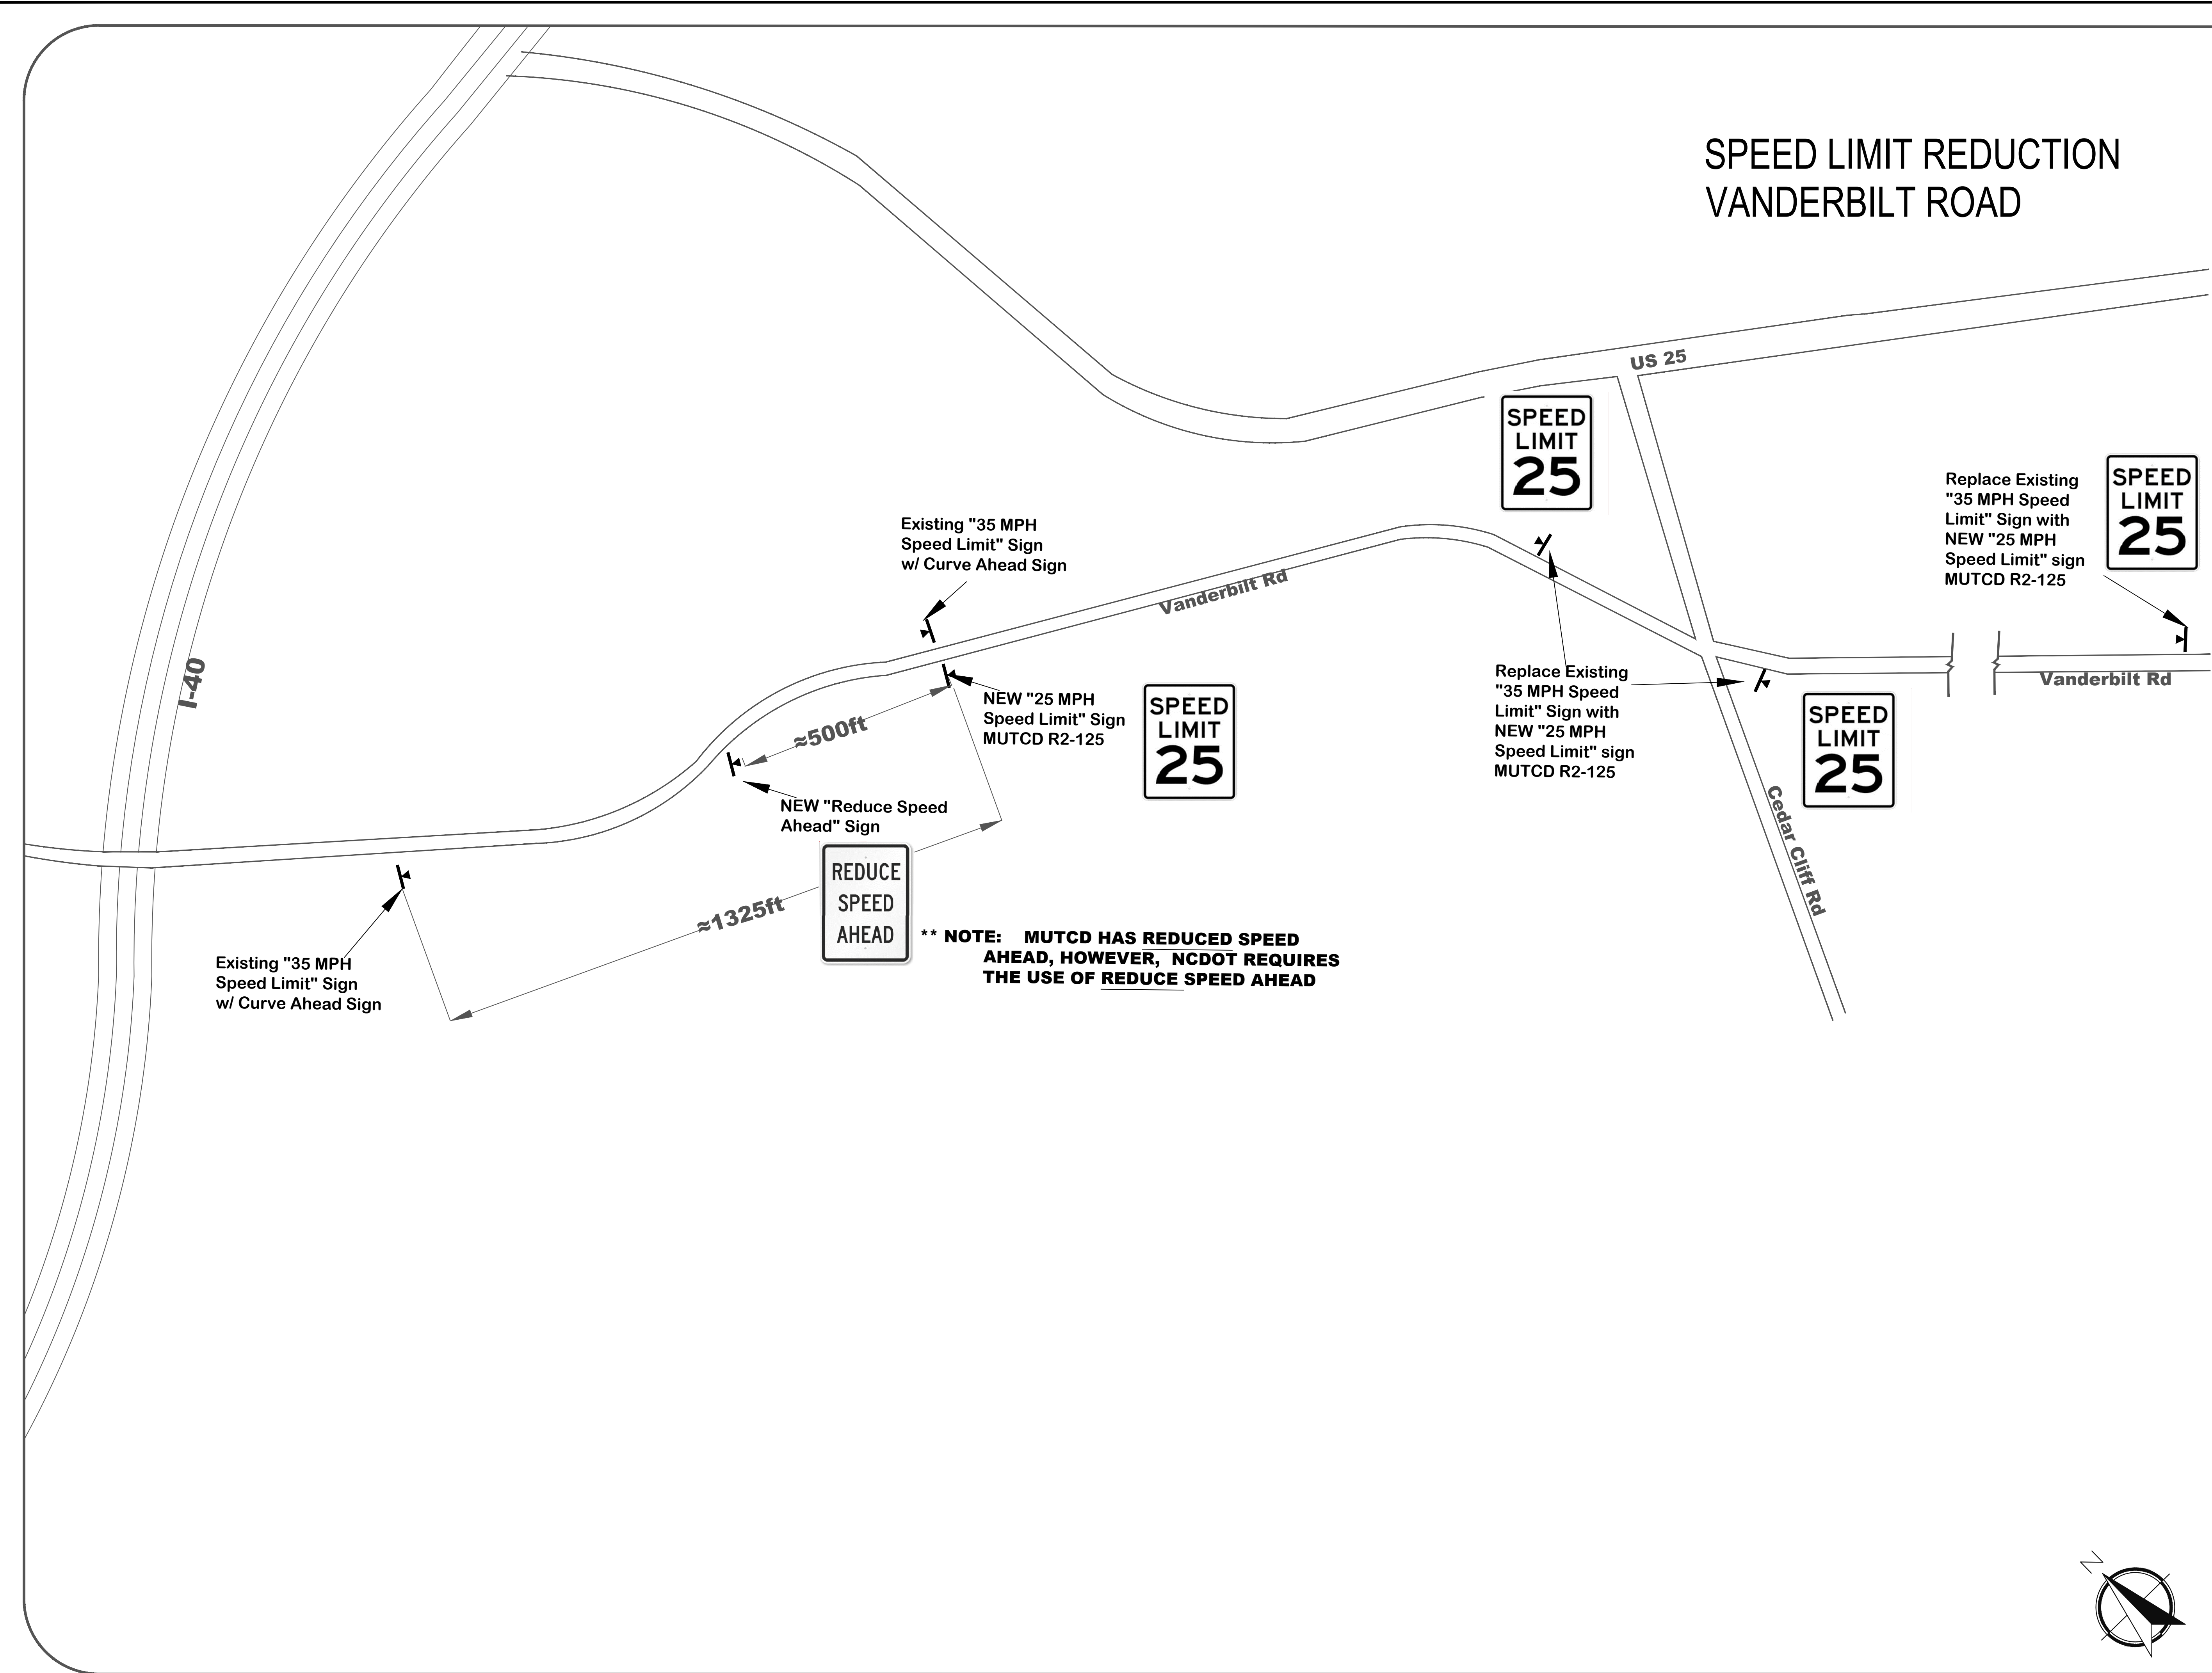 SPEED LIMIT REDUCTION
VANDERBILT ROAD
US 25
SPEED
LIMIT
25
Replace Existing
"35 MPH Speed
Limit" Sign with
NEW "25 MPH
Speed Limit" sign
MUTCD R2-125
SPEED
LIMIT
25
Existing "35 MPH
Speed Limit" Sign
w/ Curve Ahead Sign
Vanderbilt Rd
I-40
Replace Existing
"35 MPH Speed
Limit" Sign with
NEW "25 MPH
Speed Limit" sign
MUTCD R2-125
Vanderbilt Rd
NEW "25 MPH
Speed Limit" Sign
MUTCD R2-125
SPEED
LIMIT
25
SPEED
LIMIT
25
≈500ft
NEW "Reduce Speed
Ahead" Sign
Cedar Cliff Rd
REDUCE
SPEED
AHEAD
≈1325ft
** NOTE: MUTCD HAS REDUCED SPEED
AHEAD, HOWEVER, NCDOT REQUIRES
THE USE OF REDUCE SPEED AHEAD
Existing "35 MPH
Speed Limit" Sign
w/ Curve Ahead Sign
N